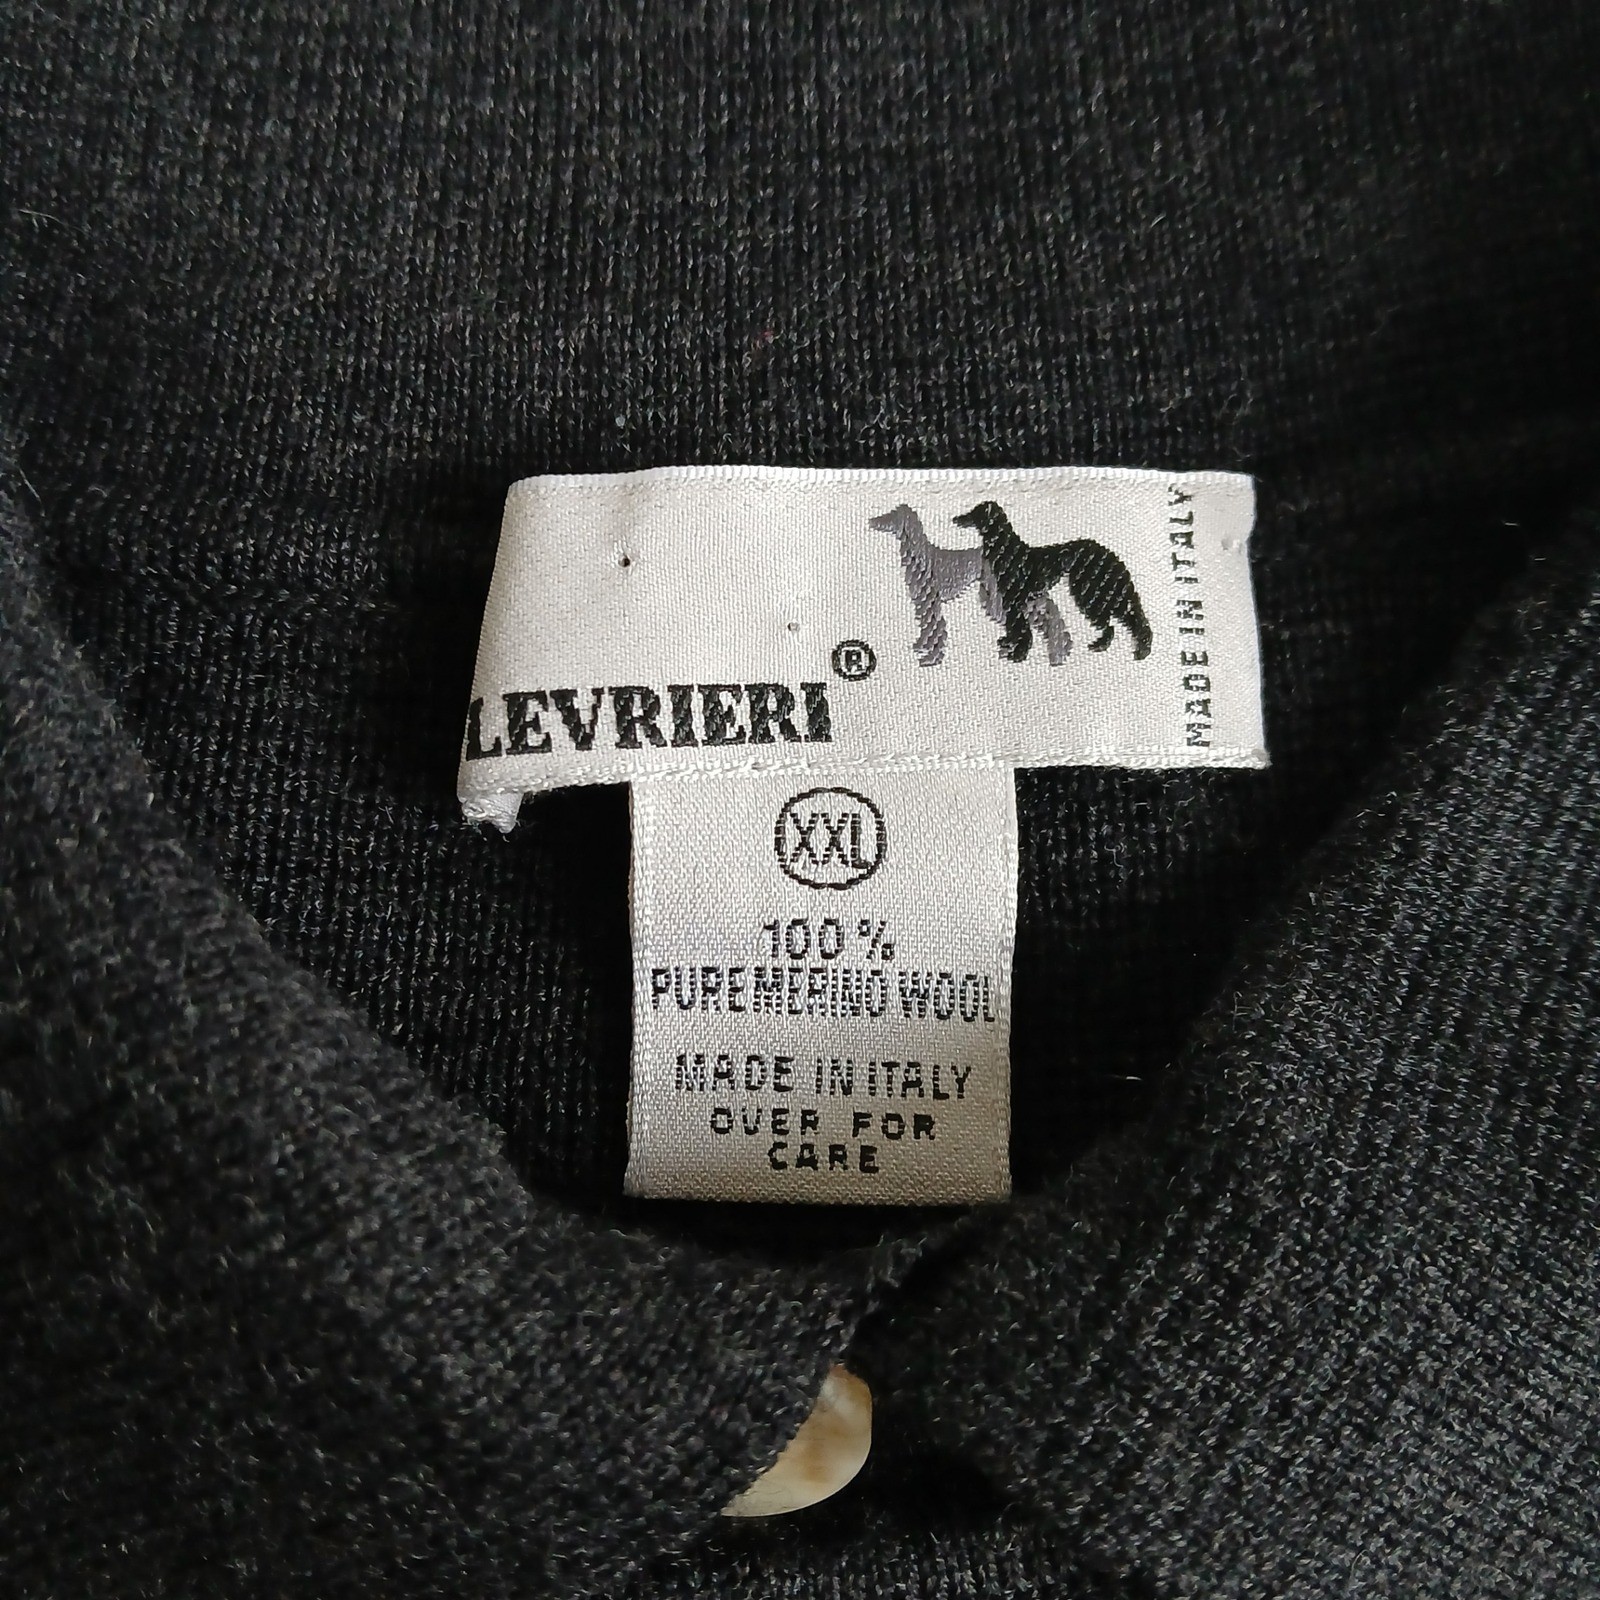 LEVRIERI®
MADE IN ITALY
XXL
100%
PURE MERINO WOOL
MADE IN ITALY
OVER FOR
CARE